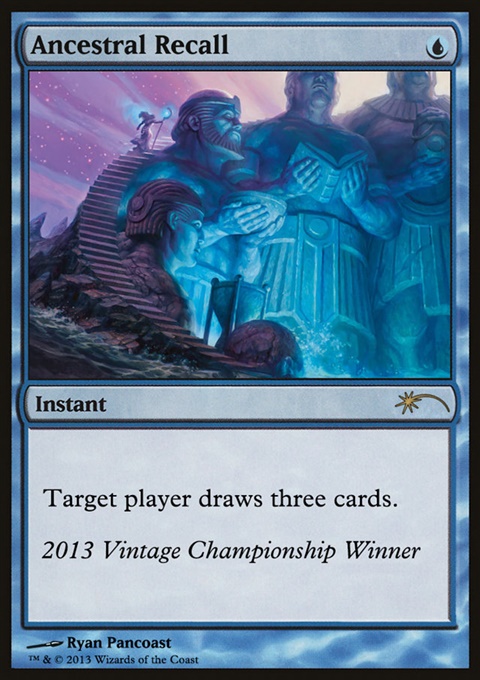 Ancestral Recall
Instant
Target player draws three cards.
2013 Vintage Championship Winner
Ryan Pancoast
™ & © 2013 Wizards of the Coast